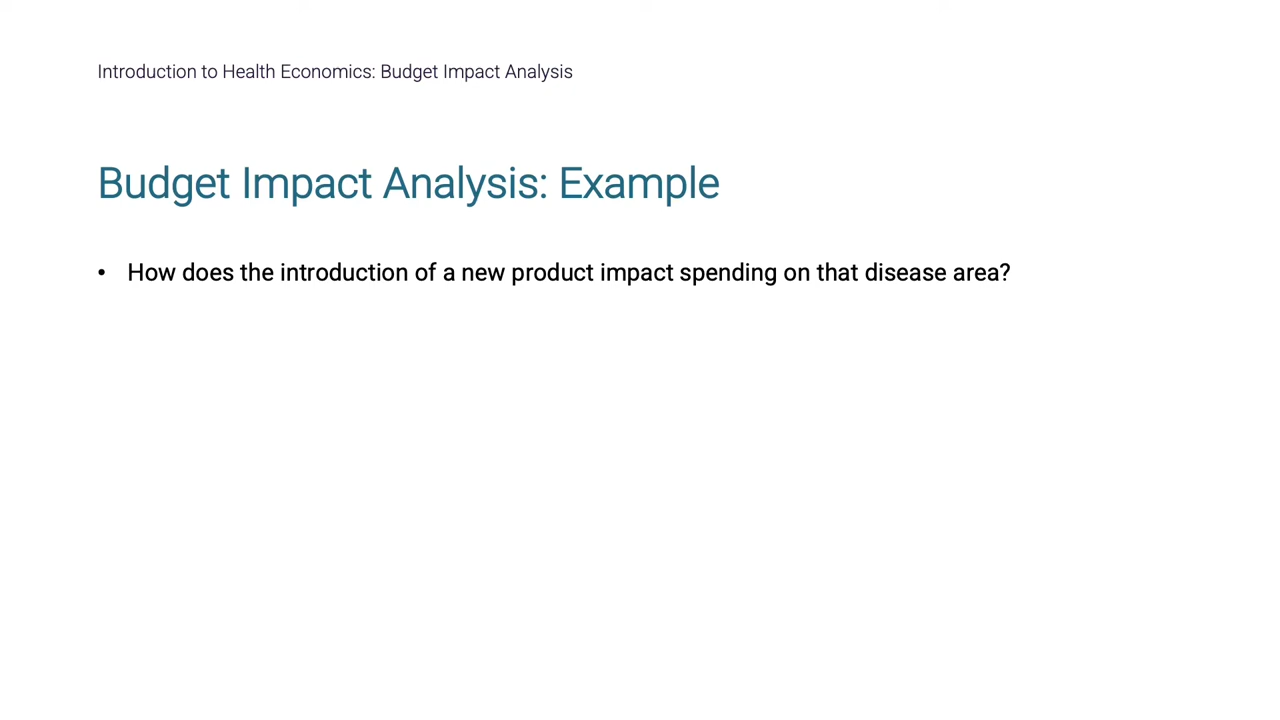 Introduction to Health Economics: Budget Impact Analysis
Budget Impact Analysis: Example
• How does the introduction of a new product impact spending on that disease area?